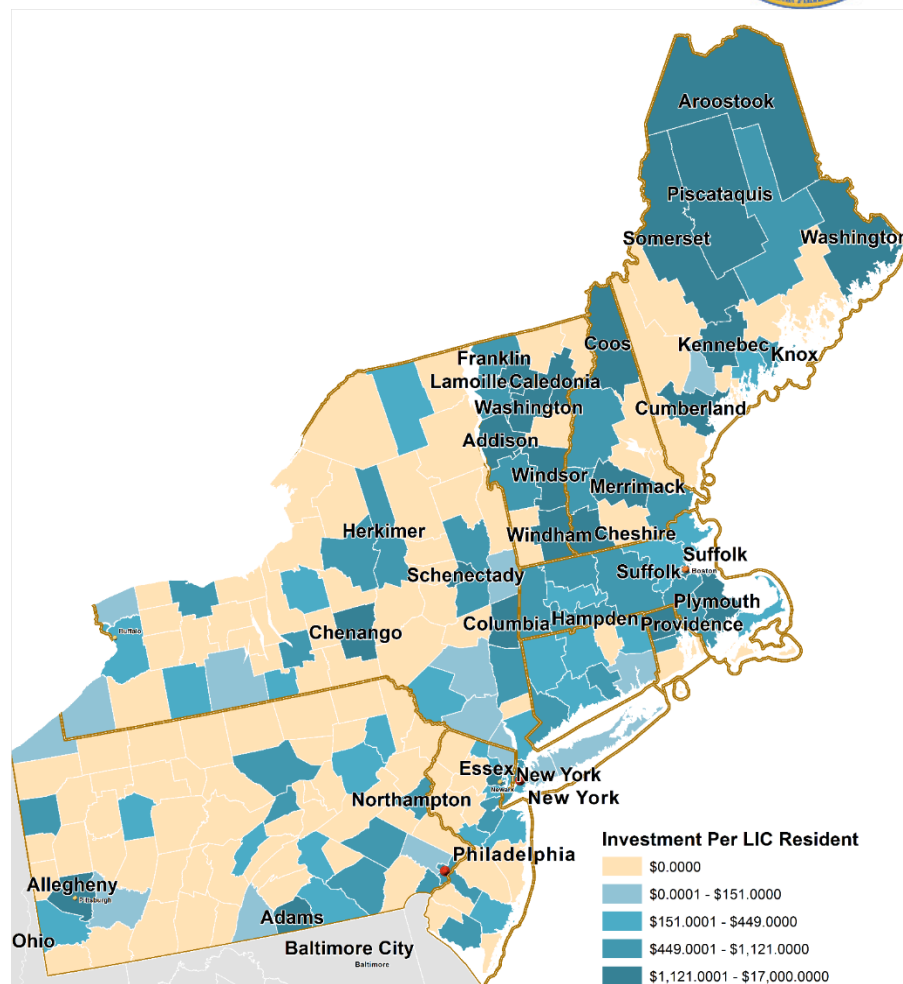 Aroostook
Piscataquis
Somerset
Washington
Coos
Kennebec
Knox
Franklin
Lamoille
Caledonia
Washington
Cumberland
Addison
Windsor
Merrimack
Herkimer
Windham
Cheshire
Suffolk
Schenectady
Suffolk
Boston
Plymouth
Buffalo
Chenango
Columbia
Hampden
Providence
Essex
New York
Newark
Northampton
New York
Philadelphia
Investment Per LIC Resident
$0.0000
$0.0001 - $151.0000
$151.0001 - $449.0000
$449.0001 - $1,121.0000
$1,121.0001 - $17,000.0000
Allegheny
Pittsburgh
Adams
Ohio
Baltimore City
Baltimore